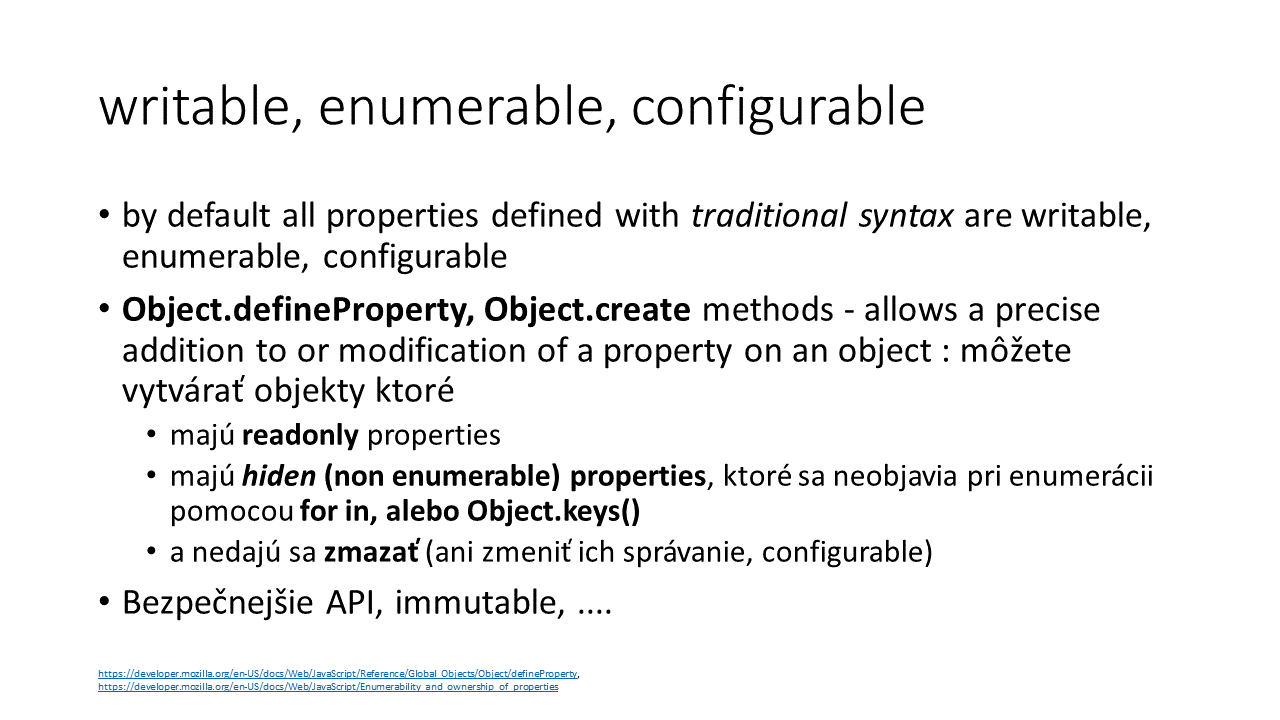 writable, enumerable, configurable
• by default all properties defined with traditional syntax are writable,
enumerable, configurable
• Object.defineProperty, Object.create methods - allows a precise
addition to or modification of a property on an object : môžete
vytvárať objekty ktoré
• majú readonly properties
• majú hiden (non enumerable) properties, ktoré sa neobjavia pri enumerácii
pomocou for in, alebo Object.keys()
• a nedajú sa zmazať (ani zmeniť ich správanie, configurable)
• Bezpečnejšie API, immutable, ....
https://developer.mozilla.org/en-US/docs/Web/JavaScript/Reference/Global_Objects/Object/defineProperty,
https://developer.mozilla.org/en-US/docs/Web/JavaScript/Enumerability_and_ownership_of_properties